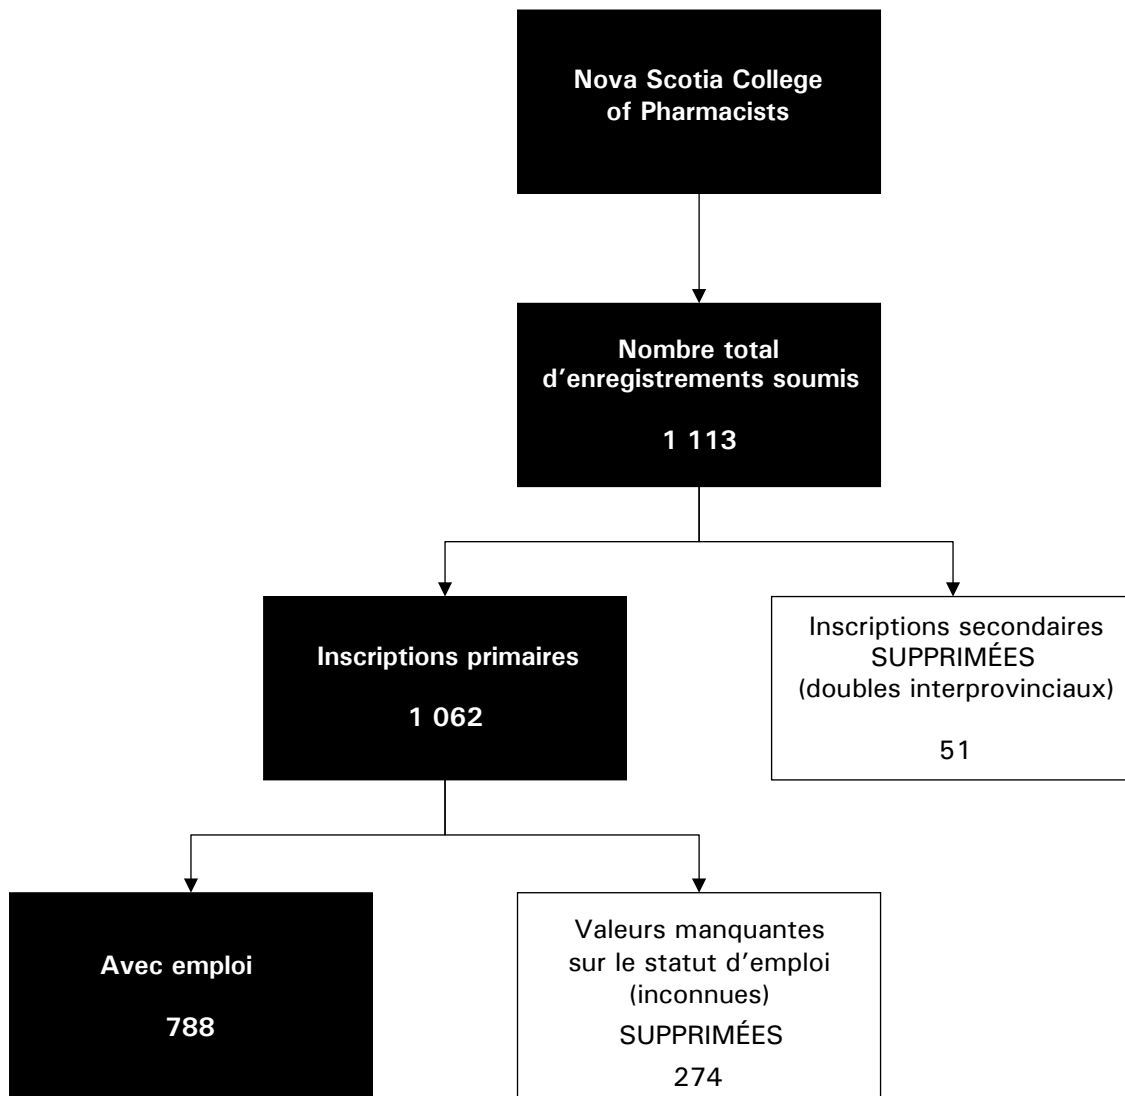 Nova Scotia College
of Pharmacists
Nombre total
d’enregistrements soumis
1 113
Inscriptions primaires
1 062
Inscriptions secondaires
SUPPRIMÉES
(doubles interprovinciaux)
51
Avec emploi
788
Valeurs manquantes
sur le statut d’emploi
(inconnues)
SUPPRIMÉES
274